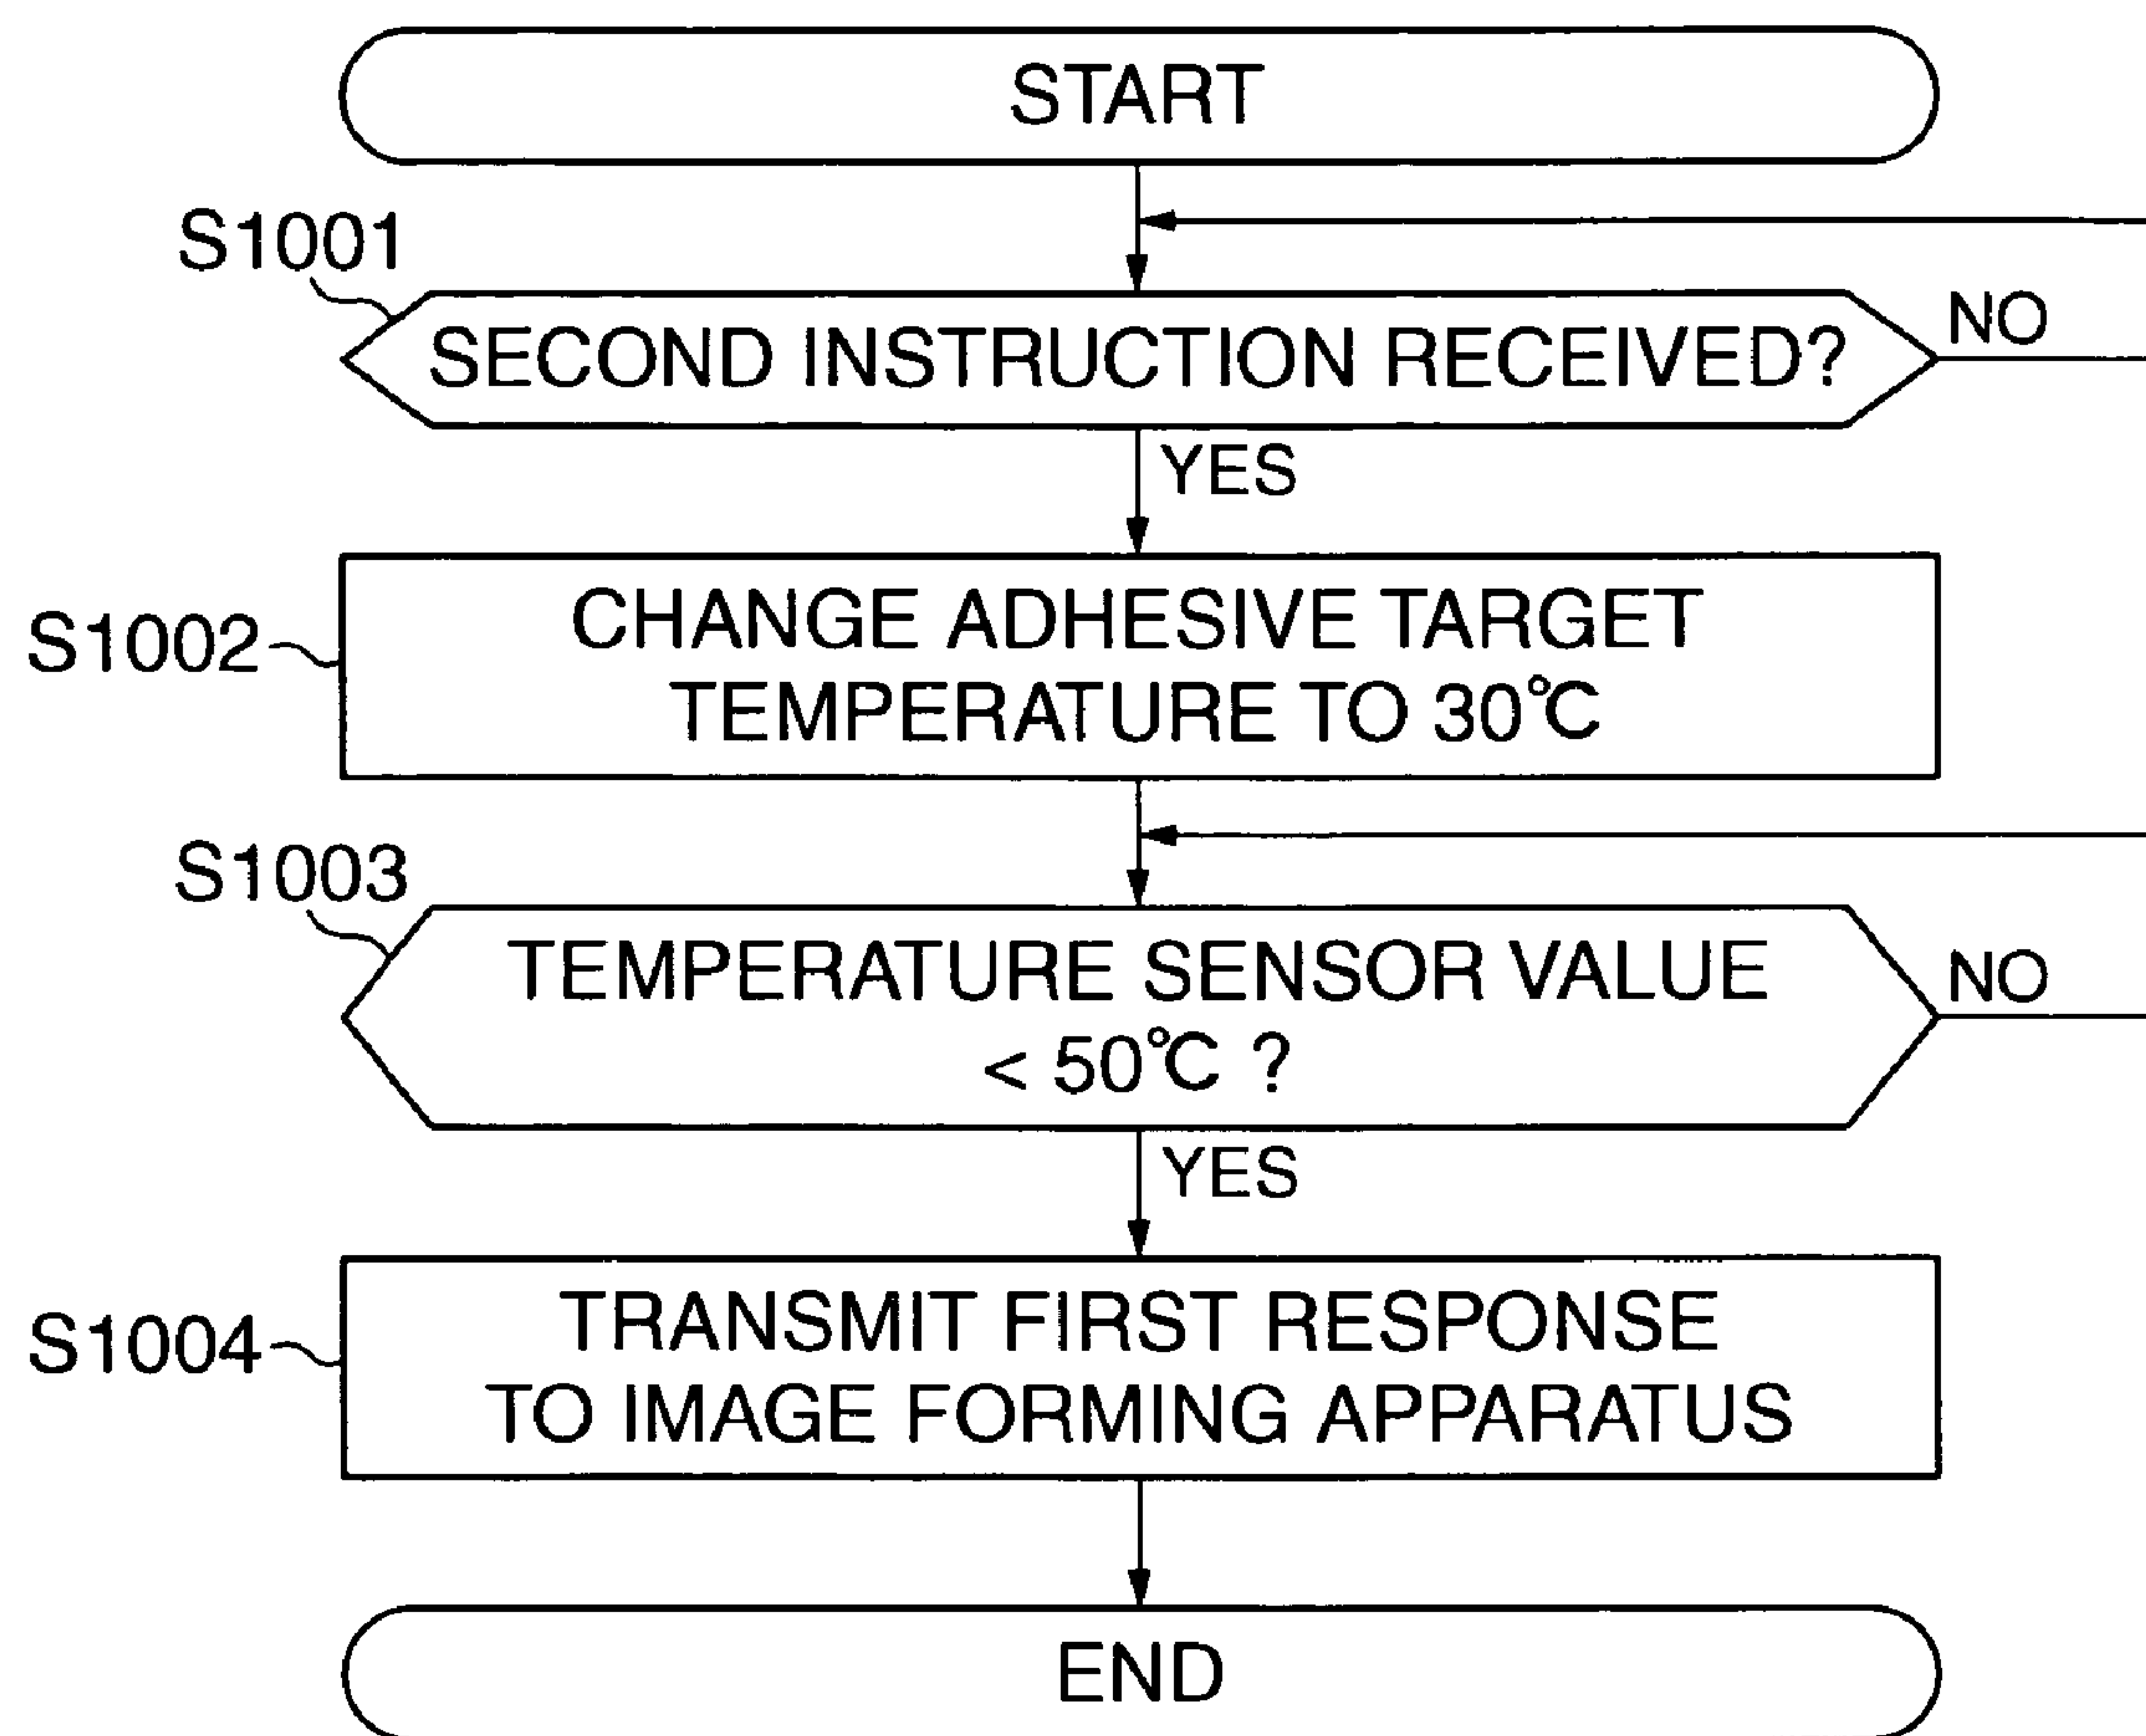 START
S1001
SECOND INSTRUCTION RECEIVED?
NO
YES
S1002
CHANGE ADHESIVE TARGET
TEMPERATURE TO 30°C
S1003
TEMPERATURE SENSOR VALUE
< 50°C ?
NO
YES
S1004
TRANSMIT FIRST RESPONSE
TO IMAGE FORMING APPARATUS
END